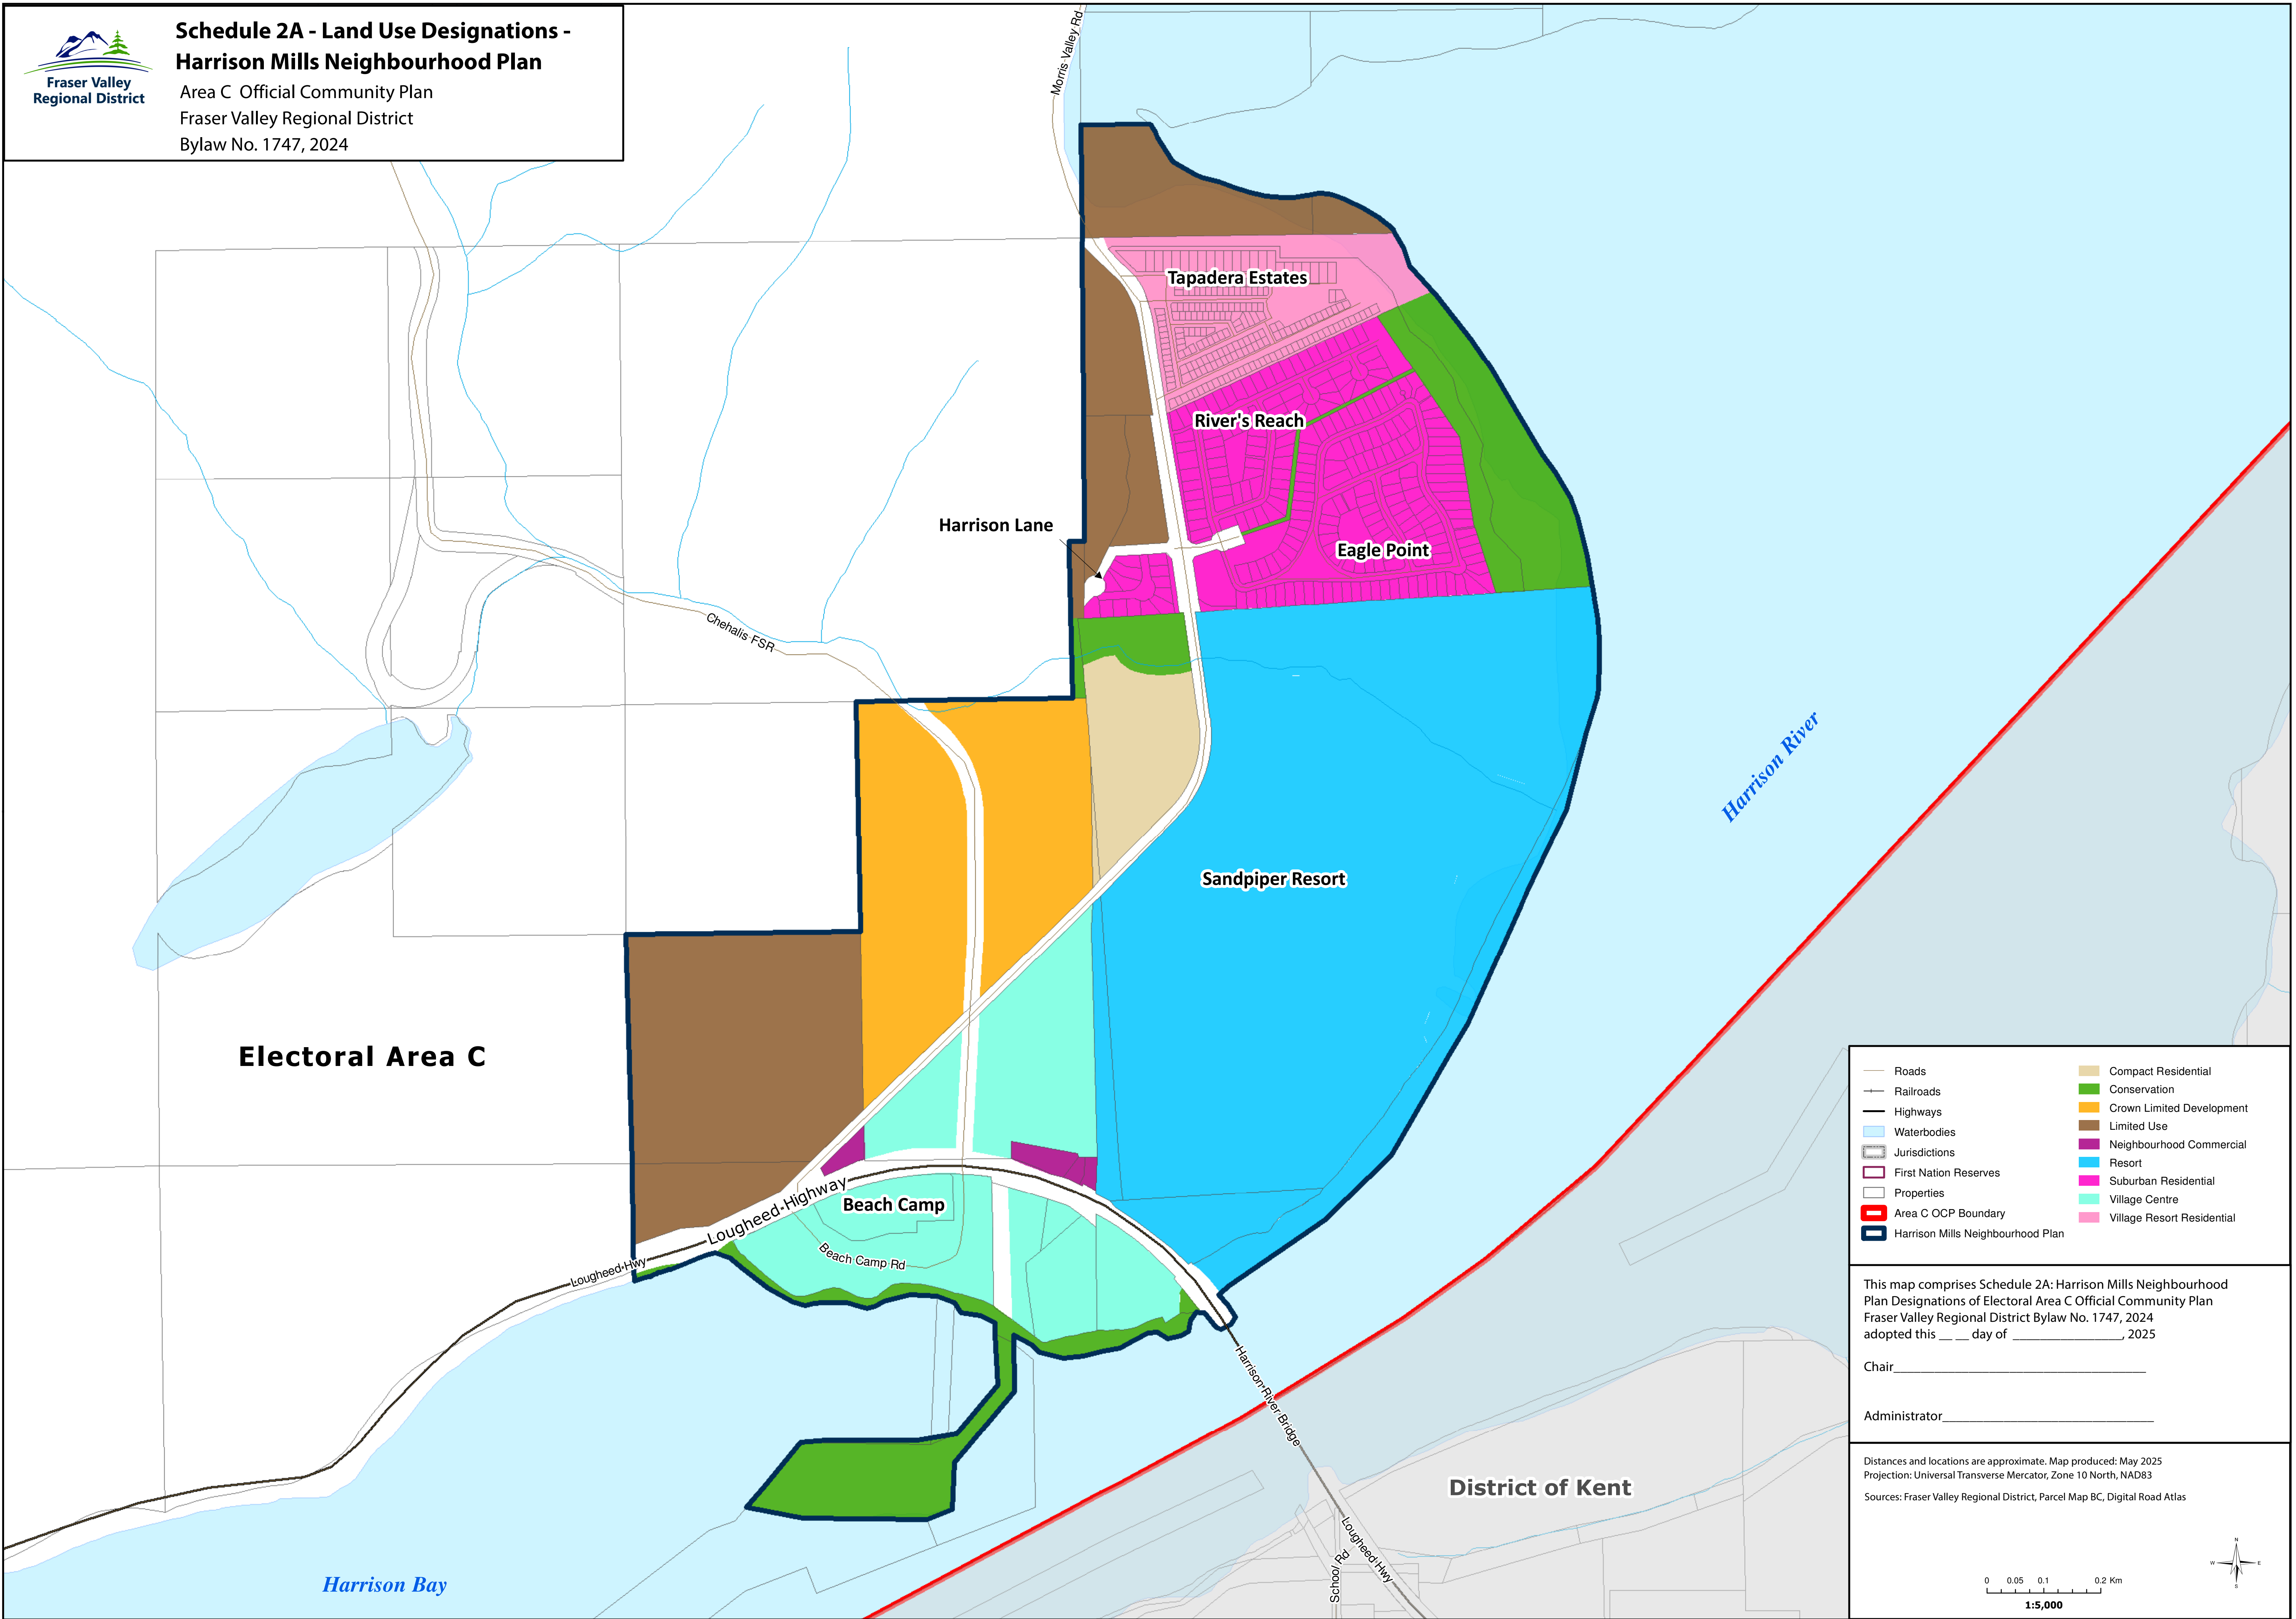 Schedule 2A - Land Use Designations -
Harrison Mills Neighbourhood Plan
Area C Official Community Plan
Fraser Valley Regional District
Bylaw No. 1747, 2024
Fraser Valley
Regional District
Morris Valley Rd
Tapadera Estates
River's Reach
Harrison Lane
Eagle Point
Chehalis FSR
Harrison River
Sandpiper Resort
Electoral Area C
Lougheed Highway
Beach Camp
Beach Camp Rd
Lougheed Hwy
Harrison River Bridge
District of Kent
Lougheed Hwy
School Rd
Harrison Bay
Roads
Railroads
Highways
Waterbodies
Jurisdictions
First Nation Reserves
Properties
Area C OCP Boundary
Harrison Mills Neighbourhood Plan
Compact Residential
Conservation
Crown Limited Development
Limited Use
Neighbourhood Commercial
Resort
Suburban Residential
Village Centre
Village Resort Residential
This map comprises Schedule 2A: Harrison Mills Neighbourhood
Plan Designations of Electoral Area C Official Community Plan
Fraser Valley Regional District Bylaw No. 1747, 2024
adopted this __ __ day of _________________, 2025
Chair_______________________________________
Administrator_________________________________
Distances and locations are approximate. Map produced: May 2025
Projection: Universal Transverse Mercator, Zone 10 North, NAD83
Sources: Fraser Valley Regional District, Parcel Map BC, Digital Road Atlas
N
W E
S
0 0.05 0.1 0.2 Km
1:5,000